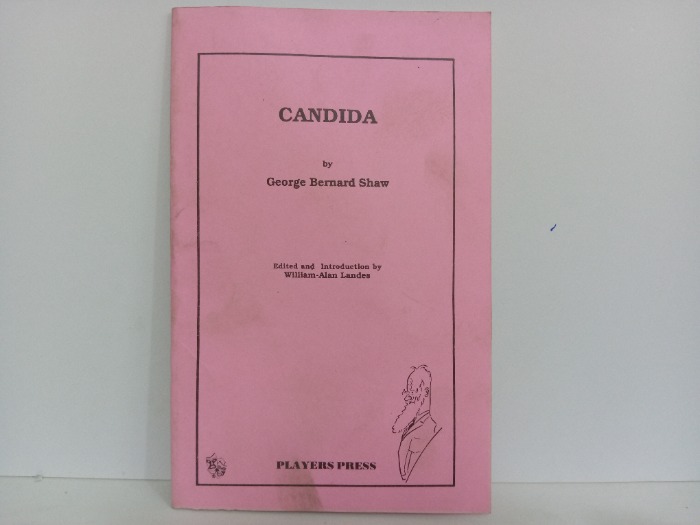 CANDIDA
by
George Bernard Shaw
Edited and Introduction by
William-Alan Landes
PLAYERS PRESS